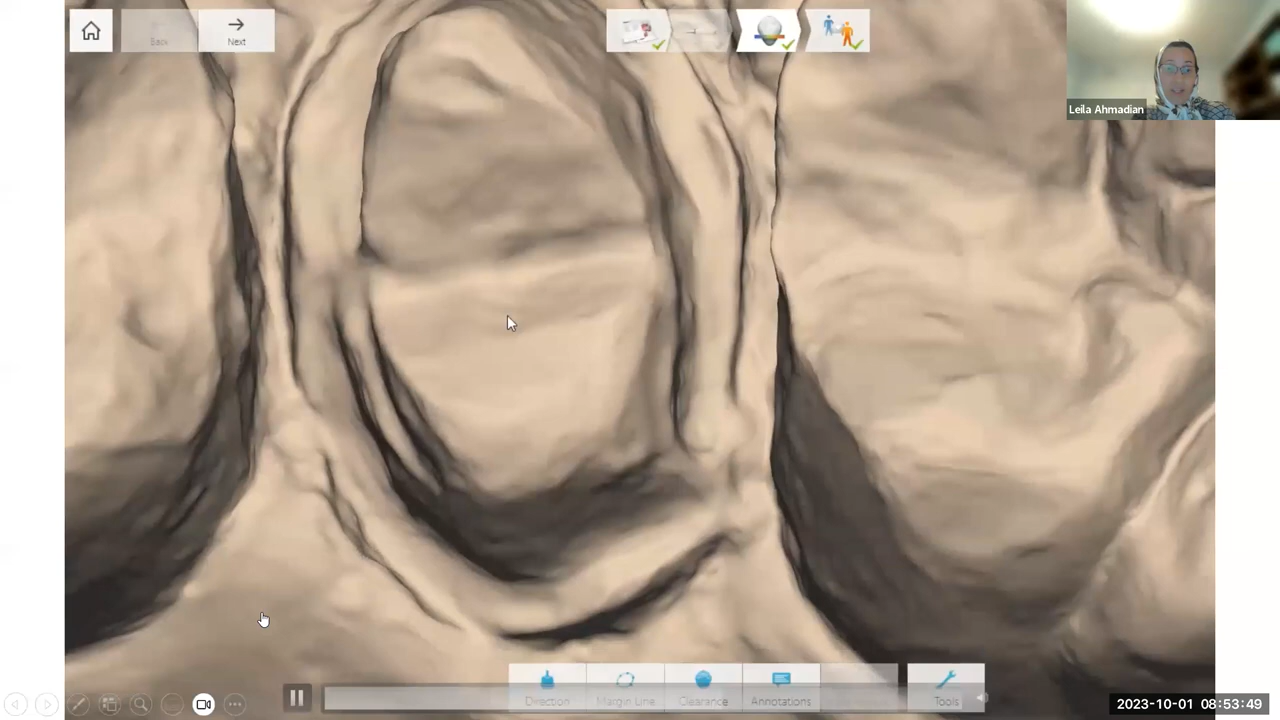 Back
Next
Leila Ahmadian
Direction
Margin Line
Clearance
Annotations
Tools
2023-10-01 08:53:49